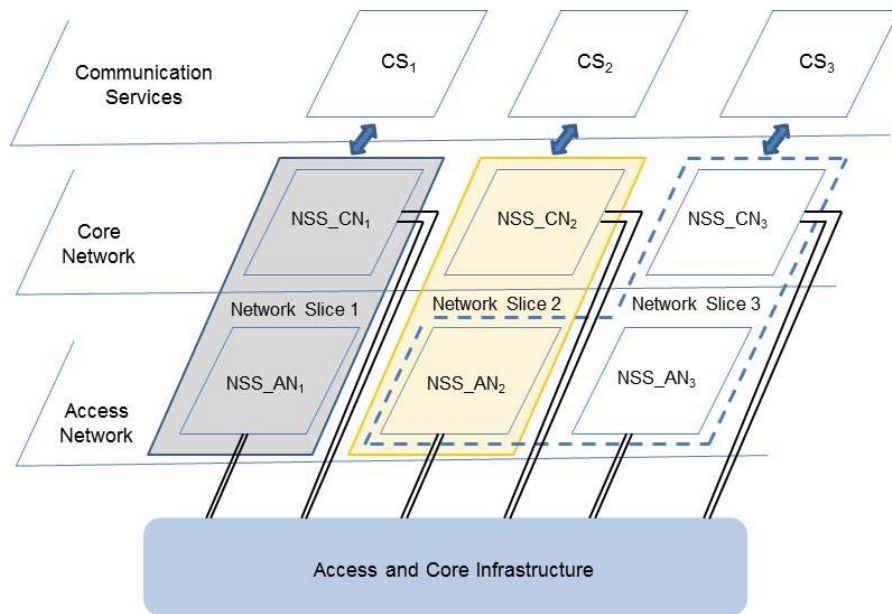 Communication
Services
CS₁
CS₂
CS₃
Core
Network
NSS_CN₁
NSS_CN₂
NSS_CN₃
Network Slice 1
Network Slice 2
Network Slice 3
Access
Network
NSS_AN₁
NSS_AN₂
NSS_AN₃
Access and Core Infrastructure